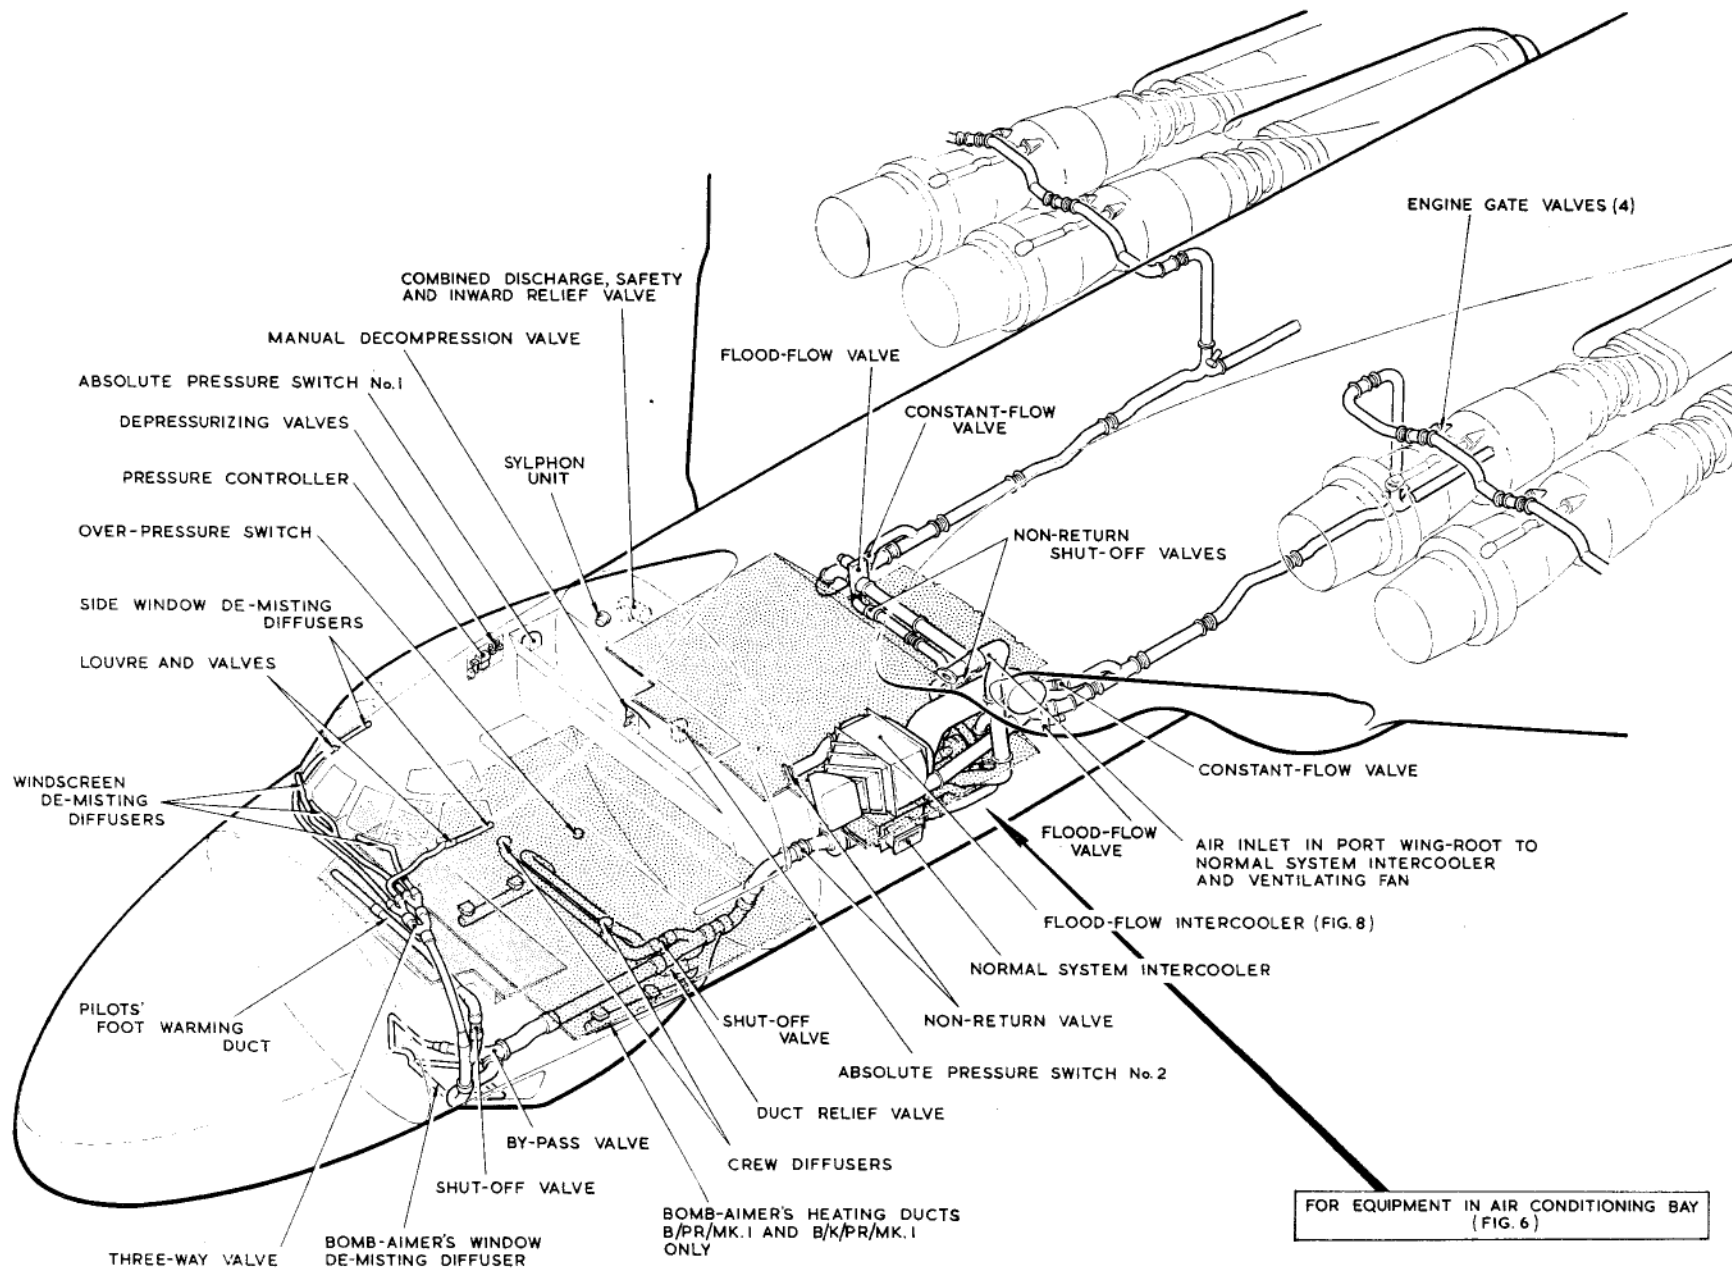 ENGINE GATE VALVES (4)
COMBINED DISCHARGE, SAFETY
AND INWARD RELIEF VALVE
MANUAL DECOMPRESSION VALVE
FLOOD-FLOW VALVE
ABSOLUTE PRESSURE SWITCH No.1
CONSTANT-FLOW
VALVE
DEPRESSURIZING VALVES
SYLPHON
UNIT
PRESSURE CONTROLLER
OVER-PRESSURE SWITCH
NON-RETURN
SHUT-OFF VALVES
SIDE WINDOW DE-MISTING
DIFFUSERS
LOUVRE AND VALVES
WINDSCREEN
DE-MISTING
DIFFUSERS
CONSTANT-FLOW VALVE
FLOOD-FLOW
VALVE
AIR INLET IN PORT WING-ROOT TO
NORMAL SYSTEM INTERCOOLER
AND VENTILATING FAN
FLOOD-FLOW INTERCOOLER (FIG. 8)
NORMAL SYSTEM INTERCOOLER
PILOTS'
FOOT WARMING
DUCT
SHUT-OFF
VALVE
NON-RETURN VALVE
ABSOLUTE PRESSURE SWITCH No. 2
DUCT RELIEF VALVE
BY-PASS VALVE
CREW DIFFUSERS
SHUT-OFF VALVE
BOMB-AIMER'S HEATING DUCTS
B/PR/MK.1 AND B/K/PR/MK.1
ONLY
THREE-WAY VALVE
BOMB-AIMER'S WINDOW
DE-MISTING DIFFUSER
FOR EQUIPMENT IN AIR CONDITIONING BAY
(FIG. 6)